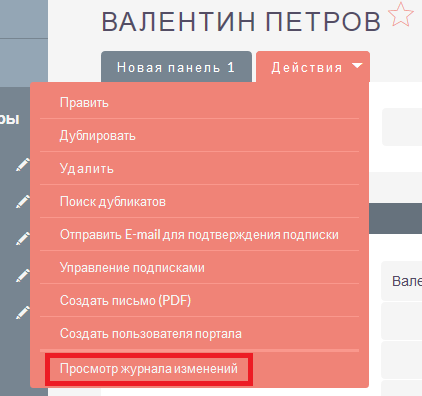 ВАЛЕНТИН ПЕТРОВ
Новая панель 1
Действия
ры
Править
Дублировать
Удалить
Поиск дубликатов
Отправить E-mail для подтверждения подписки
Управление подписками
Вале
Создать письмо (PDF)
Создать пользователя портала
Просмотр журнала изменений